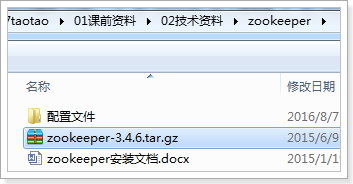 7taotao ▸ 01课前资料 ▸ 02技术资料 ▸ zookeeper ▸
名称 修改日期
配置文件 2016/8/7
zookeeper-3.4.6.tar.gz 2015/6/9
zookeeper安装文档.docx 2015/1/1